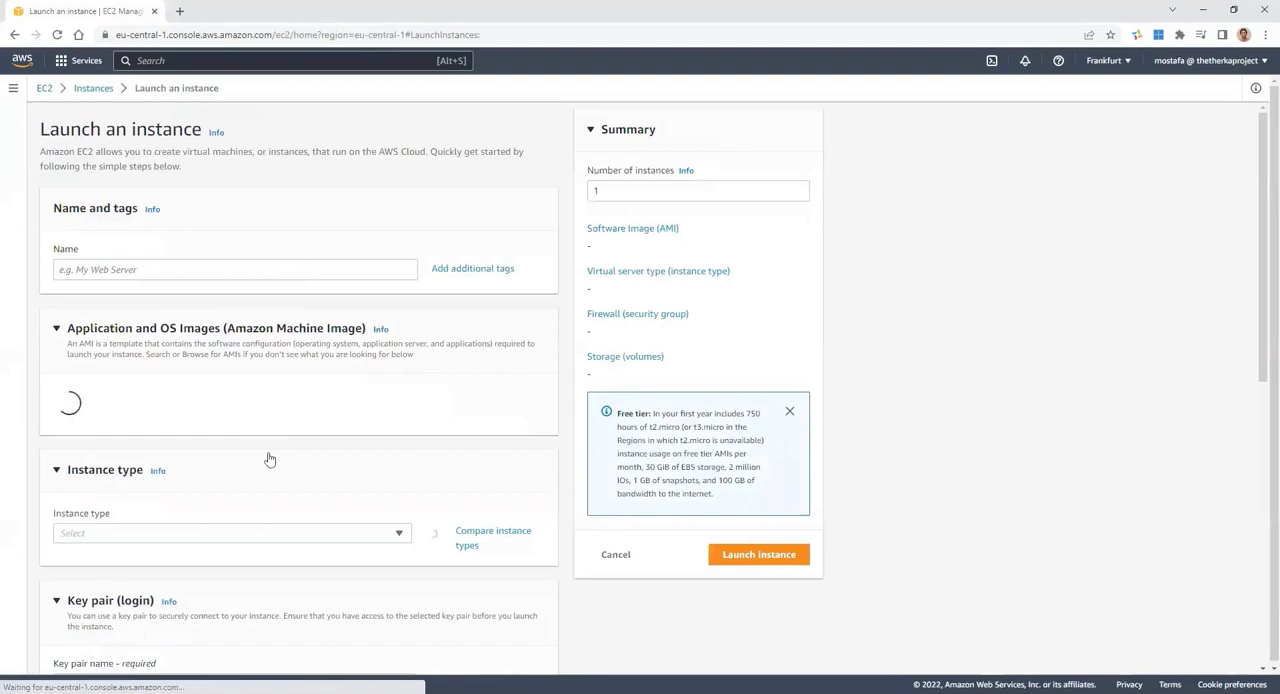 Launch an instance | EC2 Manag
eu-central-1.console.aws.amazon.com/ec2/home?region=eu-central-1#LaunchInstances:
aws
Services
Search
[Alt+S]
Frankfurt
mostafa @ thetherkaproject
EC2
Instances
Launch an instance
Launch an instance Info
Amazon EC2 allows you to create virtual machines, or instances, that run on the AWS Cloud. Quickly get started by
following the simple steps below.
Name and tags Info
Name
e.g. My Web Server
Add additional tags
Application and OS Images (Amazon Machine Image) Info
An AMI is a template that contains the software configuration (operating system, application server, and applications) required to
launch your instance. Search or Browse for AMIs if you don't see what you are looking for below
Instance type Info
Instance type
Select
Compare instance
types
Key pair (login) Info
You can use a key pair to securely connect to your instance. Ensure that you have access to the selected key pair before you launch
the instance.
Key pair name - required
Summary
Number of instances Info
1
Software Image (AMI)
-
Virtual server type (instance type)
-
Firewall (security group)
-
Storage (volumes)
-
Free tier: In your first year includes 750
hours of t2.micro (or t3.micro in the
Regions in which t2.micro is unavailable)
instance usage on free tier AMIs per
month, 30 GiB of EBS storage, 2 million
IOs, 1 GB of snapshots, and 100 GB of
bandwidth to the internet.
Cancel
Launch instance
Waiting for eu-central-1.console.aws.amazon.com...
© 2022, Amazon Web Services, Inc. or its affiliates.
Privacy
Terms
Cookie preferences